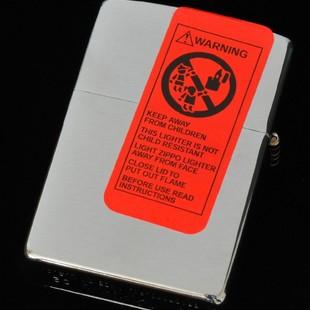 WARNING
KEEP AWAY
FROM CHILDREN
THIS LIGHTER IS NOT
CHILD RESISTANT
LIGHT ZIPPO LIGHTER
AWAY FROM FACE
CLOSE LID TO
PUT OUT FLAME
BEFORE USE READ
INSTRUCTIONS